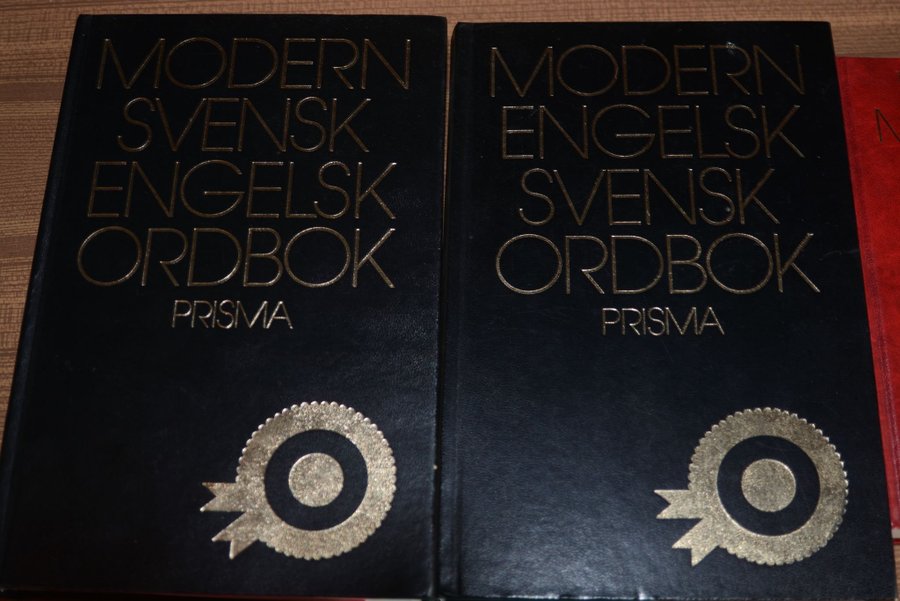 MODERN
SVENSK
ENGELSK
ORDBOK
PRISMA
MODERN
ENGELSK
SVENSK
ORDBOK
PRISMA